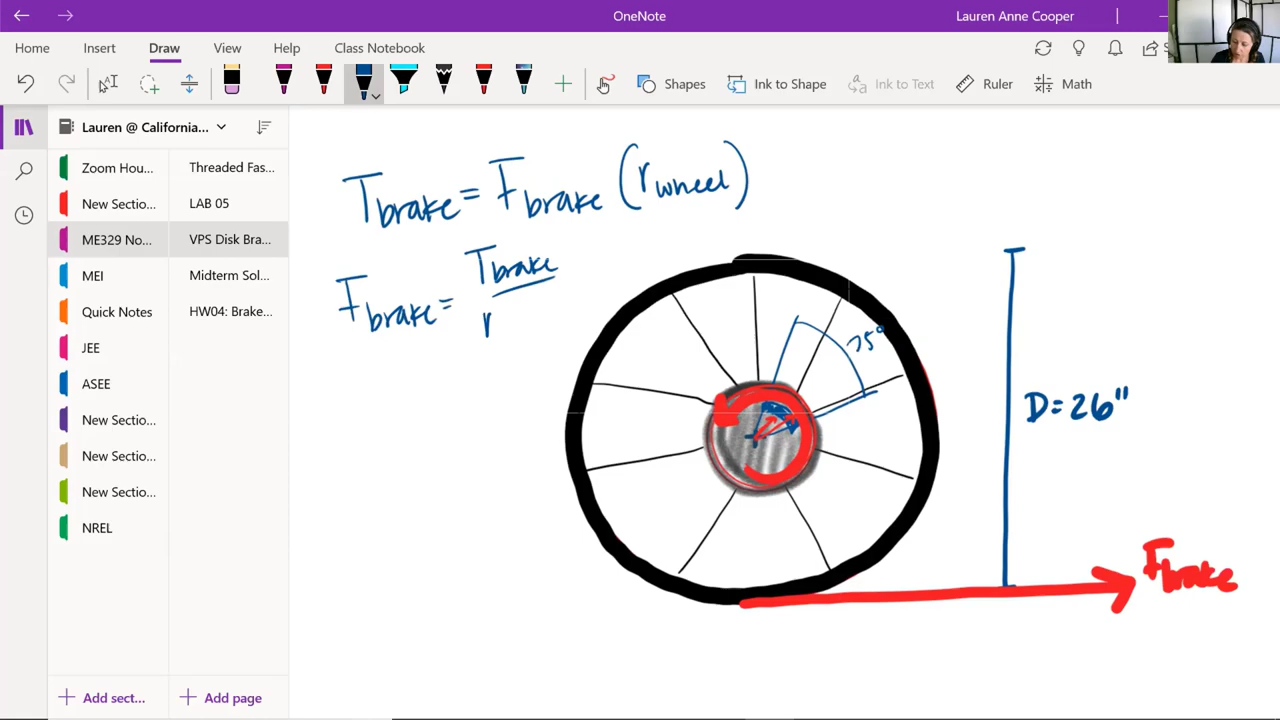 OneNote
Lauren Anne Cooper
Home Insert Draw View Help Class Notebook
Shapes Ink to Shape Ink to Text Ruler Math
Lauren @ California...
Zoom Hou...
New Sectio...
ME329 No...
MEI
Quick Notes
JEE
ASEE
New Sectio...
New Sectio...
New Sectio...
NREL
Add sect...
Threaded Fas...
LAB 05
VPS Disk Bra...
Midterm Sol...
HW04: Brake...
Add page
Tbrake = Fbrake (rwheel)
Fbrake = Tbrake
r
75°
D=26"
Fbrake